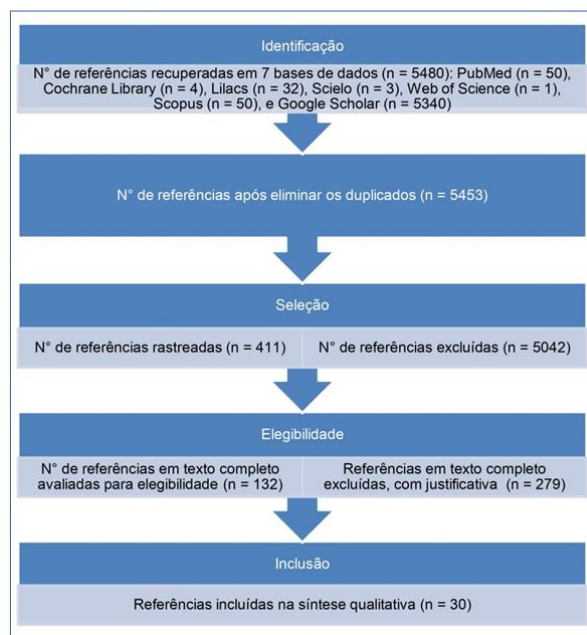 Identificação
N° de referências recuperadas em 7 bases de dados (n = 5480): PubMed (n = 50),
Cochrane Library (n = 4), Lilacs (n = 32), Scielo (n = 3), Web of Science (n = 1),
Scopus (n = 50), e Google Scholar (n = 5340)
N° de referências após eliminar os duplicados (n = 5453)
Seleção
N° de referências rastreadas (n = 411)
N° de referências excluídas (n = 5042)
Elegibilidade
N° de referências em texto completo
avaliadas para elegibilidade (n = 132)
Referências em texto completo
excluídas, com justificativa (n = 279)
Inclusão
Referências incluídas na síntese qualitativa (n = 30)